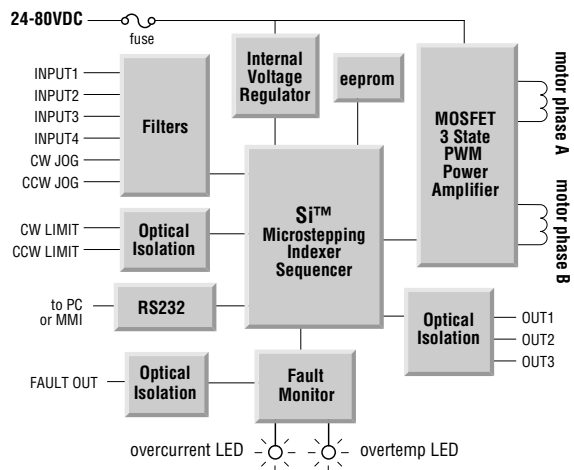 24-80VDC
fuse
Internal
Voltage
Regulator
eeprom
MOSFET
3 State
PWM
Power
Amplifier
motor phase A
motor phase B
INPUT1
INPUT2
INPUT3
INPUT4
CW JOG
CCW JOG
Filters
Si™
Microstepping
Indexer
Sequencer
CW LIMIT
CCW LIMIT
Optical
Isolation
to PC
or MMI
RS232
Optical
Isolation
OUT1
OUT2
OUT3
FAULT OUT
Optical
Isolation
Fault
Monitor
overcurrent LED
overtemp LED